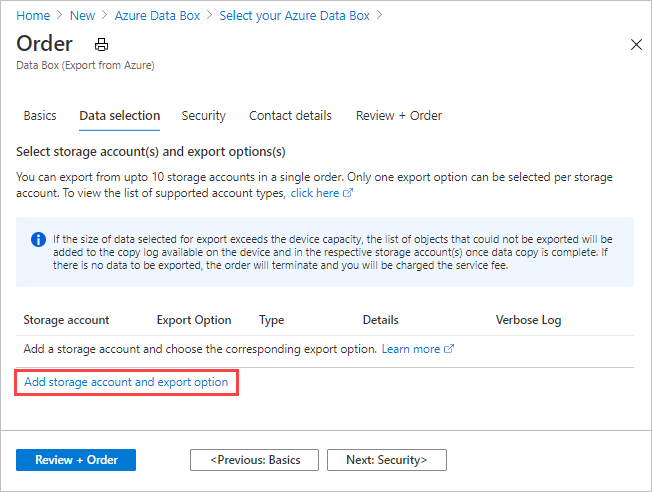 Home > New > Azure Data Box > Select your Azure Data Box >
Order
Data Box (Export from Azure)
Basics Data selection Security Contact details Review + Order
Select storage account(s) and export options(s)
You can export from upto 10 storage accounts in a single order. Only one export option can be selected per storage
account. To view the list of supported account types, click here
If the size of data selected for export exceeds the device capacity, the list of objects that could not be exported will be
added to the copy log available on the device and in the respective storage account(s) once data copy is complete. If
there is no data to be exported, the order will terminate and you will be charged the service fee.
Storage account Export Option Type Details Verbose Log
Add a storage account and choose the corresponding export option. Learn more
Add storage account and export option
Review + Order <Previous: Basics Next: Security>